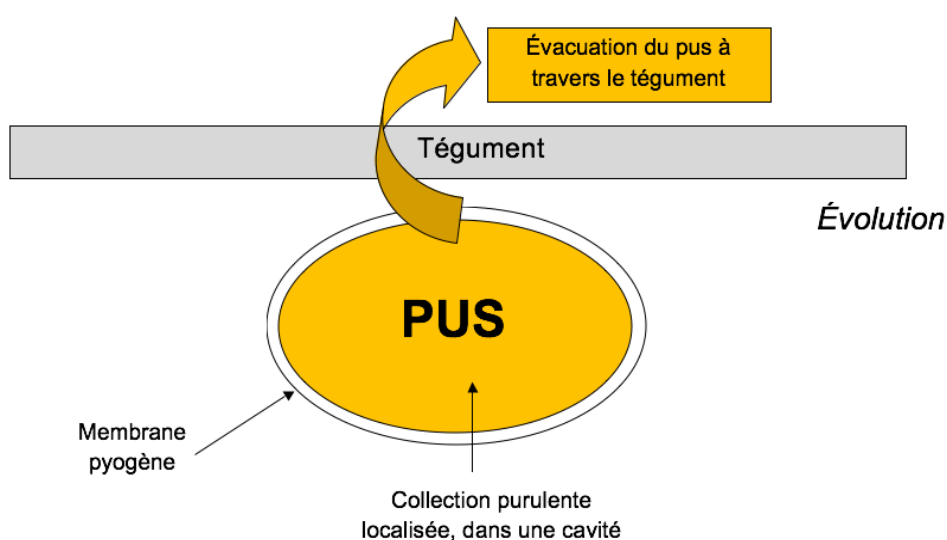 Évacuation du pus à
travers le tégument
Tégument
Évolution
PUS
Membrane
pyogène
Collection purulente
localisée, dans une cavité